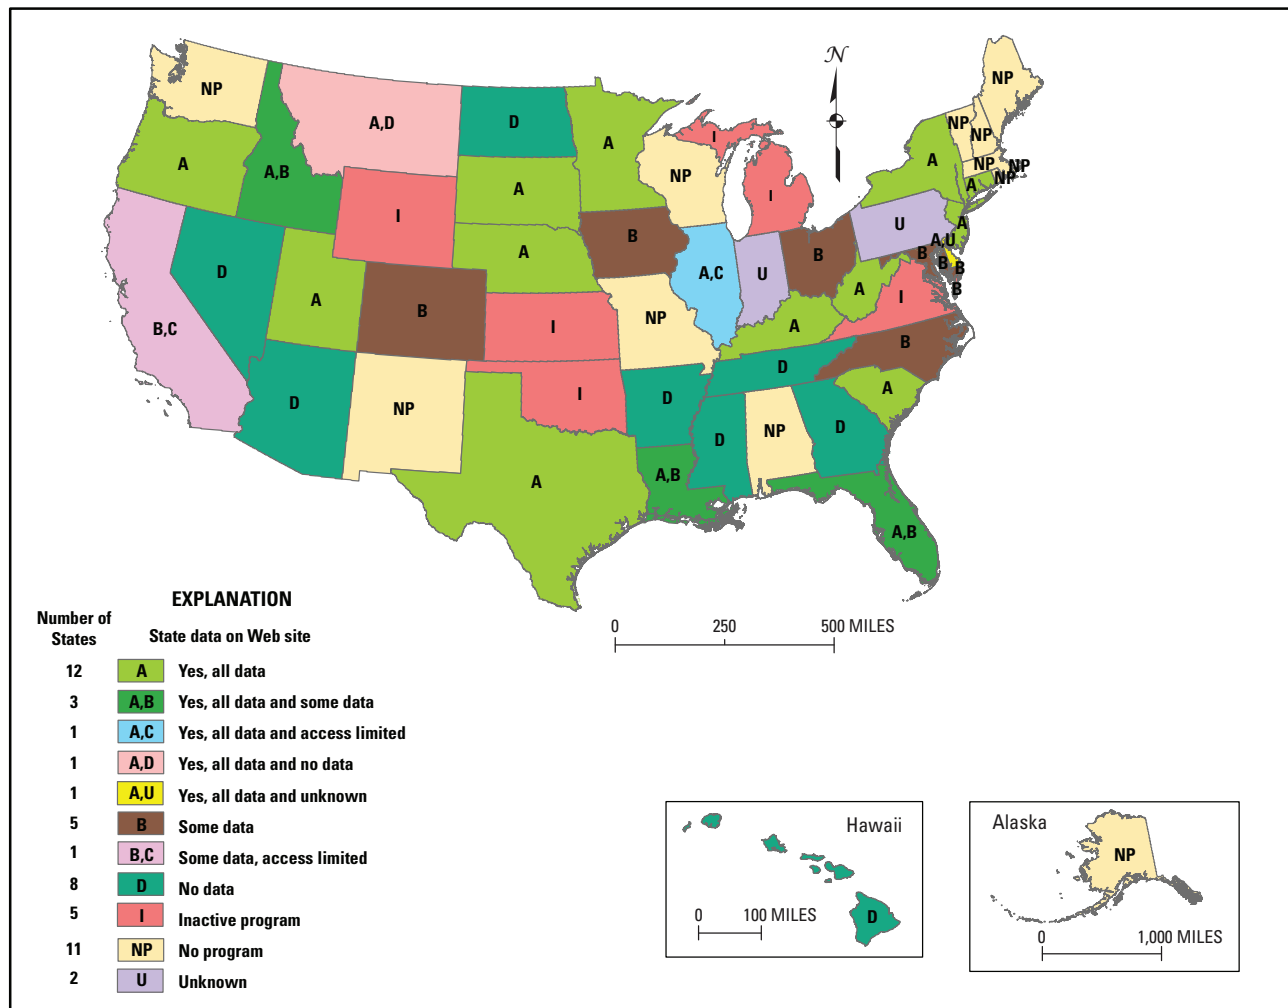 N
NP
A,D
D
A
I
NP
A
A,B
A
NP
I
NP
NP
NP
NP
NP
A
A
NP
I
I
U
A
A,U
B
B
B
B
D
A
B
A
B
A,C
U
B
A
I
B,C
A
B
I
NP
A
B
D
NP
I
D
D
A
A
D
NP
D
A,B
A,B
EXPLANATION
Number of
States
State data on Web site
12 A Yes, all data
3 A,B Yes, all data and some data
1 A,C Yes, all data and access limited
1 A,D Yes, all data and no data
1 A,U Yes, all data and unknown
5 B Some data
1 B,C Some data, access limited
8 D No data
5 I Inactive program
11 NP No program
2 U Unknown
0 250 500 MILES
Hawaii
0 100 MILES
D
Alaska
NP
0 1,000 MILES